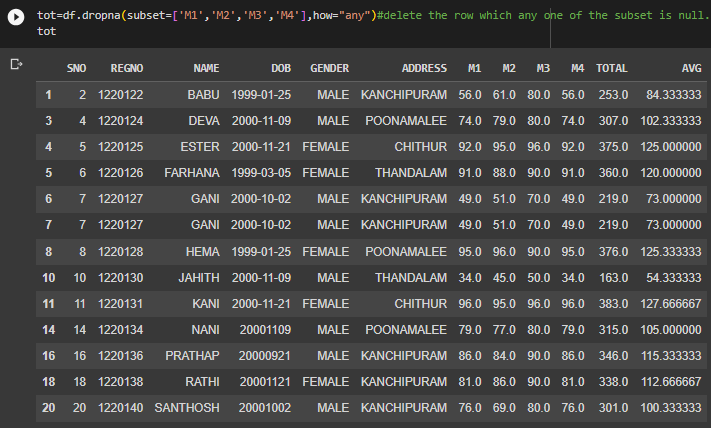 tot=df.dropna(subset=['M1','M2','M3','M4'],how="any")#delete the row which any one of the subset is null.
tot
SNO REGNO NAME DOB GENDER ADDRESS M1 M2 M3 M4 TOTAL AVG
1 2 1220122 BABU 1999-01-25 MALE KANCHIPURAM 56.0 61.0 80.0 56.0 253.0 84.333333
3 4 1220124 DEVA 2000-11-09 MALE POONAMALEE 74.0 79.0 80.0 74.0 307.0 102.333333
4 5 1220125 ESTER 2000-11-21 FEMALE CHITHUR 92.0 95.0 96.0 92.0 375.0 125.000000
5 6 1220126 FARHANA 1999-03-05 FEMALE THANDALAM 91.0 88.0 90.0 91.0 360.0 120.000000
6 7 1220127 GANI 2000-10-02 MALE KANCHIPURAM 49.0 51.0 70.0 49.0 219.0 73.000000
7 7 1220127 GANI 2000-10-02 MALE KANCHIPURAM 49.0 51.0 70.0 49.0 219.0 73.000000
8 8 1220128 HEMA 1999-01-25 FEMALE POONAMALEE 95.0 96.0 90.0 95.0 376.0 125.333333
10 10 1220130 JAHITH 2000-11-09 MALE THANDALAM 34.0 45.0 50.0 34.0 163.0 54.333333
11 11 1220131 KANI 2000-11-21 FEMALE CHITHUR 96.0 95.0 96.0 96.0 383.0 127.666667
14 14 1220134 NANI 20001109 MALE POONAMALEE 79.0 77.0 80.0 79.0 315.0 105.000000
16 16 1220136 PRATHAP 20000921 MALE KANCHIPURAM 86.0 84.0 90.0 86.0 346.0 115.333333
18 18 1220138 RATHI 20001121 FEMALE KANCHIPURAM 81.0 86.0 90.0 81.0 338.0 112.666667
20 20 1220140 SANTHOSH 20001002 MALE KANCHIPURAM 76.0 69.0 80.0 76.0 301.0 100.333333